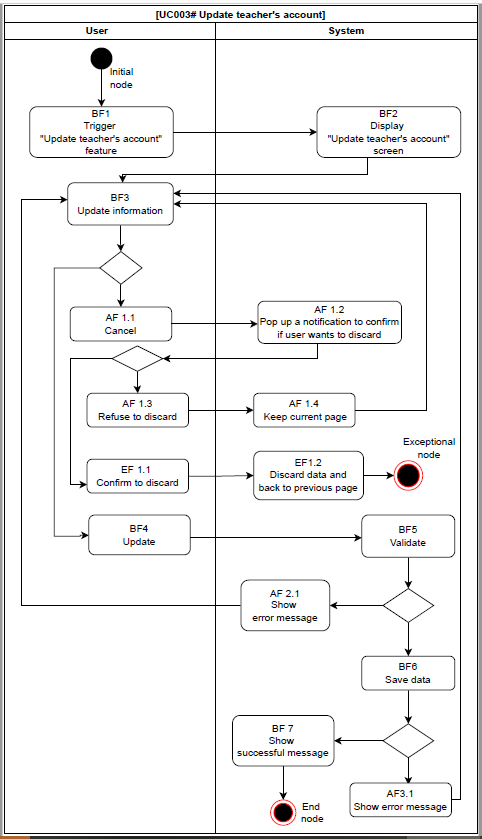 [UC003# Update teacher's account]
User
System
Initial
node
BF1
Trigger
"Update teacher's account"
feature
BF2
Display
"Update teacher's account"
screen
BF3
Update information
AF 1.1
Cancel
AF 1.2
Pop up a notification to confirm
if user wants to discard
AF 1.3
Refuse to discard
AF 1.4
Keep current page
Exceptional
node
EF 1.1
Confirm to discard
EF1.2
Discard data and
back to previous page
BF4
Update
BF5
Validate
AF 2.1
Show
error message
BF6
Save data
BF 7
Show
successful message
AF3.1
Show error message
End
node